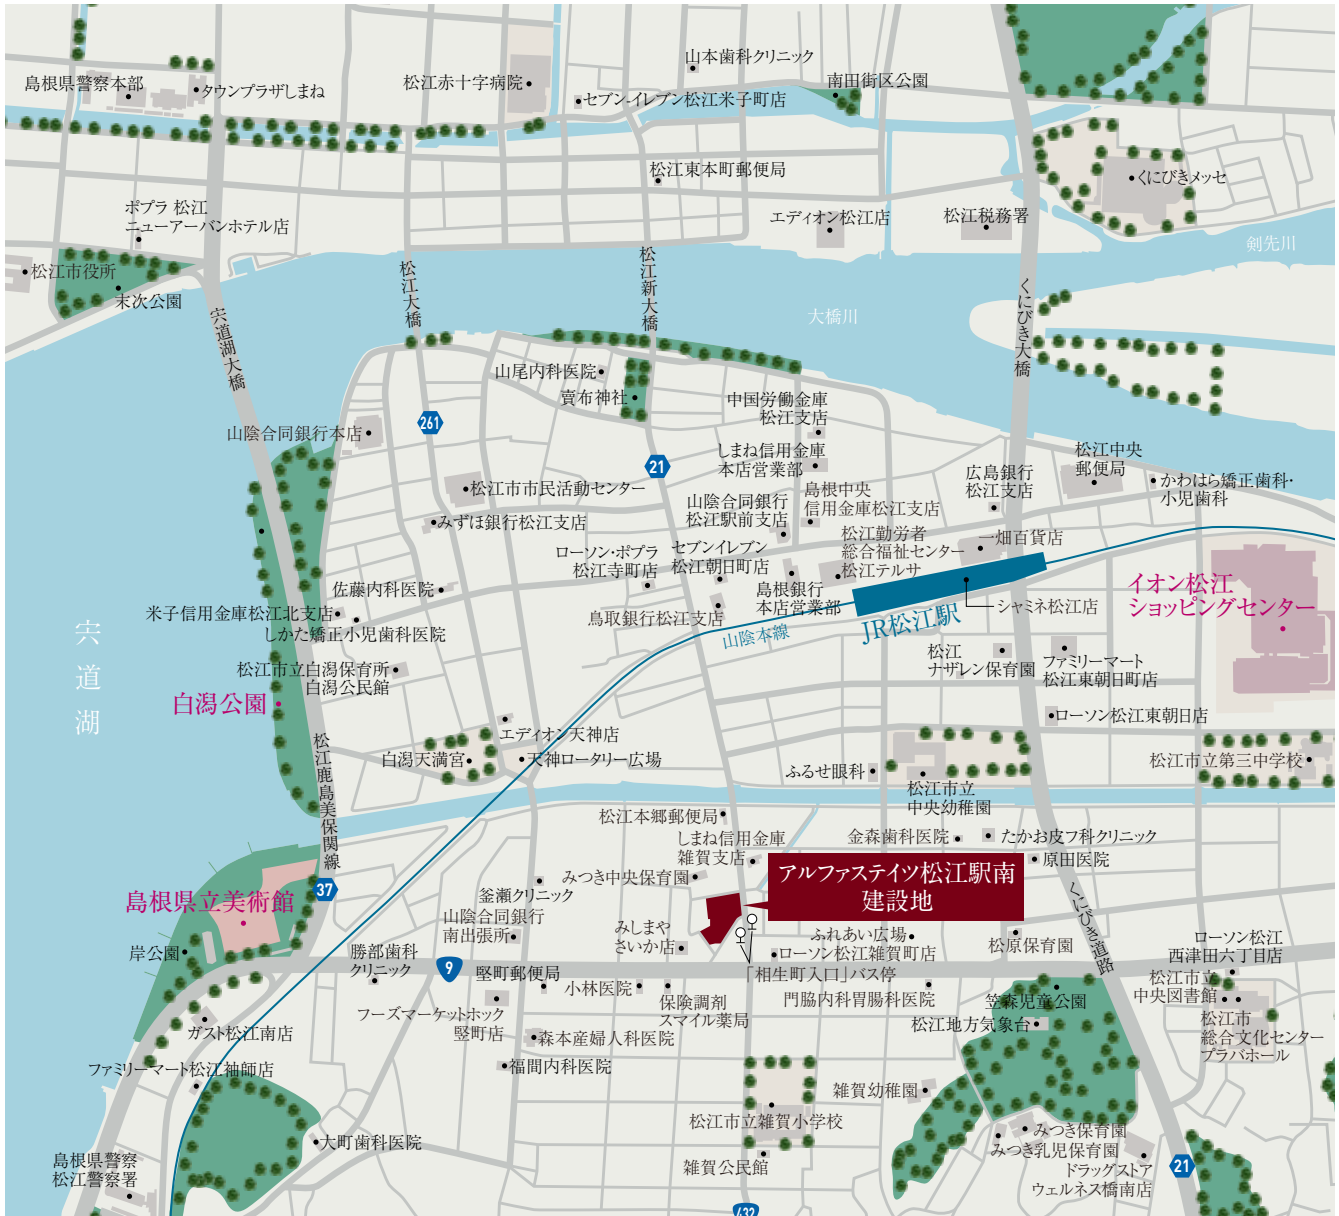 山本歯科クリニック
島根県警察本部
タウンプラザしまね
松江赤十字病院
セブン-イレブン松江米子町店
南田街区公園
松江東本町郵便局
くにびきメッセ
ポプラ 松江
ニューアーバンホテル店
エディオン松江店
松江税務署
剣先川
松江市役所
末次公園
宍道湖大橋
松江大橋
松江新大橋
大橋川
くにびき大橋
山尾内科医院
賣布神社
中国労働金庫
松江支店
261
山陰合同銀行本店
21
しまね信用金庫
本店営業部
松江中央
郵便局
広島銀行
松江支店
かわはら矯正歯科・
小児歯科
松江市市民活動センター
島根中央
信用金庫松江支店
山陰合同銀行
松江駅前支店
みずほ銀行松江支店
松江勤労者
総合福祉センター
松江テルサ
一畑百貨店
ローソン・ポプラ
松江寺町店
セブンイレブン
松江朝日町店
島根銀行
本店営業部
イオン松江
ショッピングセンター
佐藤内科医院
米子信用金庫松江北支店
しかた矯正小児歯科医院
鳥取銀行松江支店
シャミネ松江店
JR松江駅
山陰本線
宍道湖
松江
ナザレン保育園
ファミリーマート
松江東朝日町店
松江市立白潟保育所
白潟公民館
白潟公園
ローソン松江東朝日店
エディオン天神店
白潟天満宮
天神ロータリー広場
松江鹿島美保関線
ふるせ眼科
松江市立
中央幼稚園
松江市立第三中学校
松江本郷郵便局
しまね信用金庫
雑賀支店
金森歯科医院
たかお皮フ科クリニック
原田医院
みつき中央保育園
アルファステイツ松江駅南
建設地
37
島根県立美術館
釜瀬クリニック
山陰合同銀行
南出張所
くにびき道路
みしまや
さいか店
ふれあい広場
松原保育園
ローソン松江
西津田六丁目店
岸公園
勝部歯科
クリニック
9
竪町郵便局
ローソン松江雑賀町店
「相生町入口」バス停
小林医院
保険調剤
スマイル薬局
門脇内科胃腸科医院
笠森児童公園
松江市立
中央図書館
フーズマーケットホック
竪町店
ガスト松江南店
森本産婦人科医院
松江地方気象台
松江市
総合文化センター
プラバホール
ファミリーマート松江袖師店
福間内科医院
雑賀幼稚園
松江市立雑賀小学校
大町歯科医院
みつき保育園
みつき乳児保育園
島根県警察
松江警察署
雑賀公民館
ドラッグストア
ウェルネス橋南店
21
432